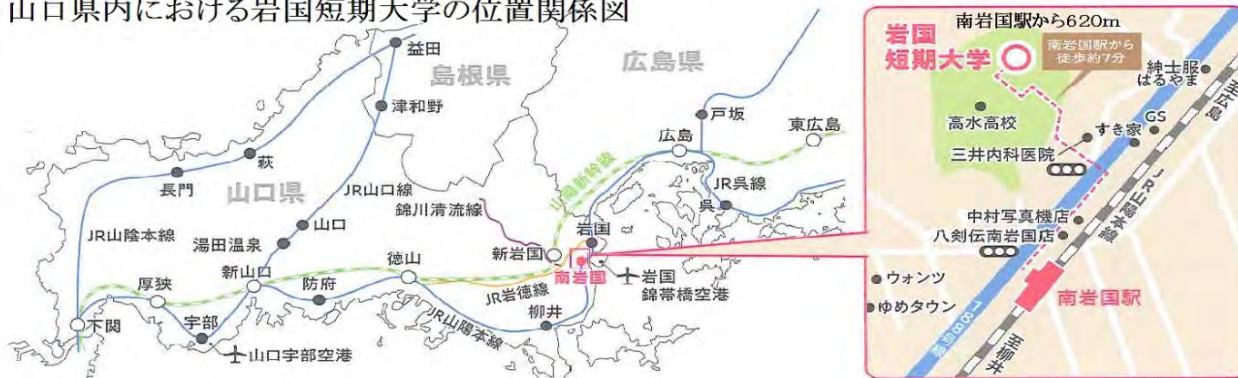 山口県内における岩国短期大学の位置関係図
益田
島根県
広島県
津和野
戸坂
広島
東広島
萩
長門
山口県
JR山口線
錦川清流線
山陽新幹線
JR呉線
呉
JR山陰本線
湯田温泉
山口
新山口
新岩国
岩国
南岩国
岩国
錦帯橋空港
厚狭
防府
徳山
JR岩徳線
JR山陽本線
柳井
下関
宇部
山口宇部空港
南岩国駅から620m
岩国
短期大学
南岩国駅から
徒歩約7分
紳士服
はるやま
至広島
高水高校
すき家
GS
三井内科医院
JR山陽本線
中村写真機店
八剣伝南岩国店
ウォンツ
ゆめタウン
南岩国駅
188号線
至柳井